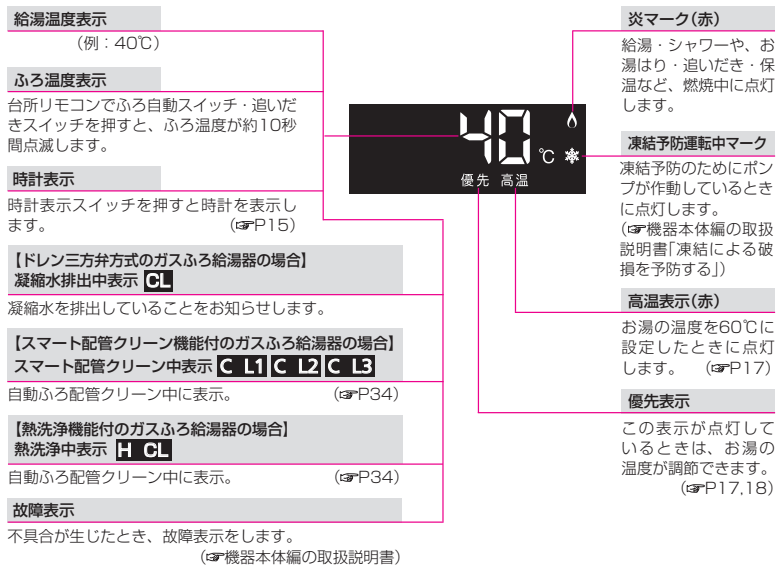 給湯温度表示
（例：40℃）
ふろ温度表示
台所リモコンでふろ自動スイッチ・追いだ
きスイッチを押すと、ふろ温度が約10秒
間点滅します。
時計表示
時計表示スイッチを押すと時計を表示し
ます。 （☞P15）
【ドレン三方弁方式のガスふろ給湯器の場合】
凝縮水排出中表示 CL
凝縮水を排出していることをお知らせします。
【スマート配管クリーン機能付のガスふろ給湯器の場合】
スマート配管クリーン中表示 C L1 C L2 C L3
自動ふろ配管クリーン中に表示。 （☞P34）
【熱洗浄機能付のガスふろ給湯器の場合】
熱洗浄中表示 H CL
自動ふろ配管クリーン中に表示。 （☞P34）
故障表示
不具合が生じたとき、故障表示をします。
（☞機器本体編の取扱説明書）
40 ℃
優先 高温
炎マーク（赤）
給湯・シャワーや、お
湯はり・追いだき・保
温など、燃焼中に点灯
します。
凍結予防運転中マーク
凍結予防のためにポン
プが作動しているとき
に点灯します。
（☞機器本体編の取扱
説明書「凍結による破
損を予防する」）
高温表示（赤）
お湯の温度を60℃に
設定したときに点灯
します。 （☞P17）
優先表示
この表示が点灯して
いるときは、お湯の
温度が調節できます。
（☞P17,18）